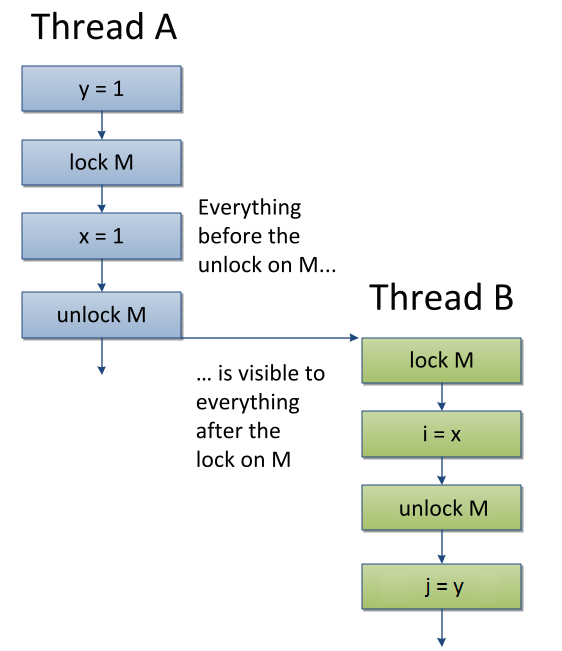 Thread A
y = 1
lock M
x = 1
unlock M
Everything
before the
unlock on M...
Thread B
... is visible to
everything
after the
lock on M
lock M
i = x
unlock M
j = y